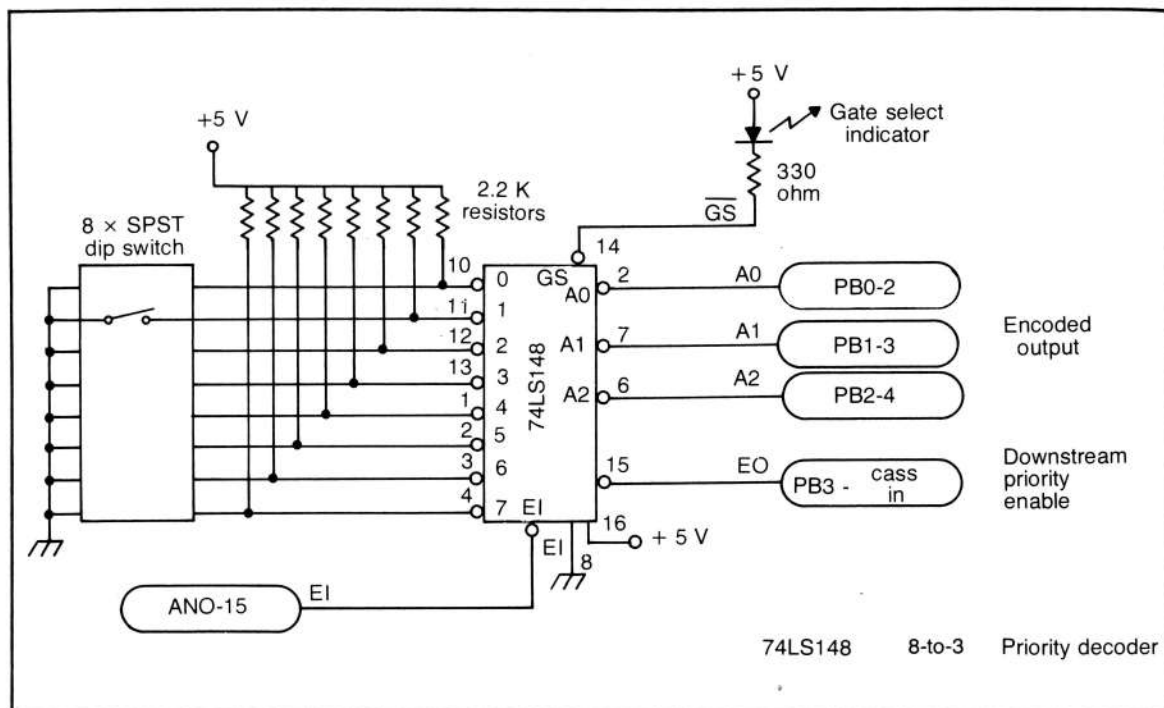 +5 V
Gate select
indicator
330
ohm
GS
+5 V
2.2 K
resistors
8 × SPST
dip switch
10
11
12
13
1
2
3
4
0
1
2
3
4
5
6
7
GS
A0
A1
A2
74LS148
EI
14
2
7
6
15
16
8
EI
+ 5 V
A0
A1
A2
EO
PB0-2
PB1-3
PB2-4
PB3 - cass
in
Encoded
output
Downstream
priority
enable
ANO-15
EI
74LS148 8-to-3 Priority decoder